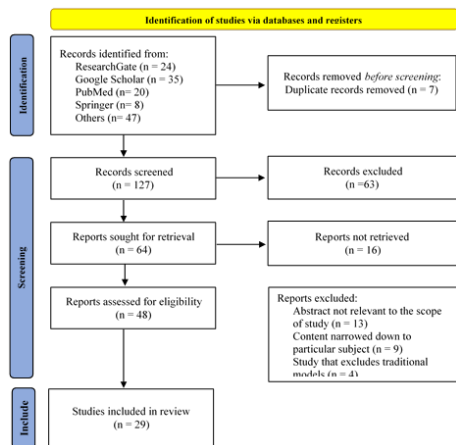 Identification of studies via databases and registers
Identification
Records identified from:
ResearchGate (n = 24)
Google Scholar (n = 35)
PubMed (n= 20)
Springer (n = 8)
Others (n= 47)
Records removed before screening:
Duplicate records removed (n = 7)
Screening
Records screened
(n = 127)
Records excluded
(n =63)
Reports sought for retrieval
(n = 64)
Reports not retrieved
(n = 16)
Reports assessed for eligibility
(n = 48)
Reports excluded:
Abstract not relevant to the scope
of study (n = 13)
Content narrowed down to
particular subject (n = 9)
Study that excludes traditional
models (n = 4)
Include
Studies included in review
(n = 29)